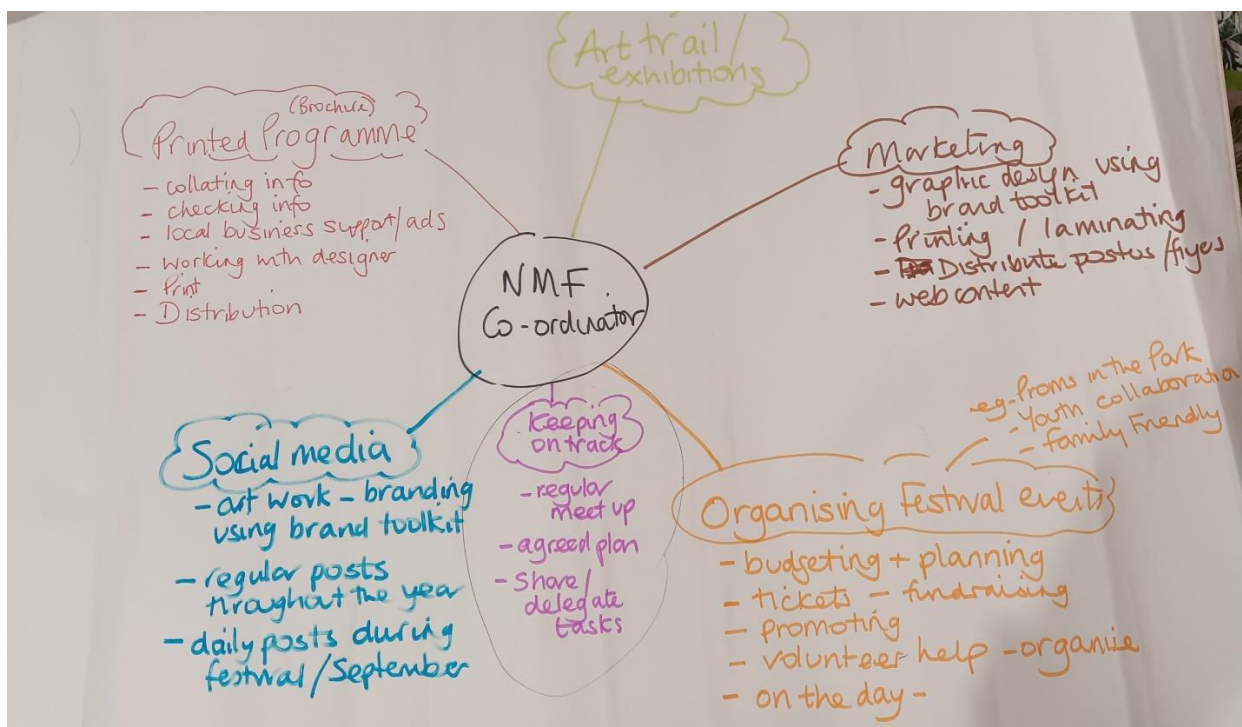 Art trail /
exhibitions
(Brochure)
Printed Programme
- collating info
- checking info
- local business support/ads
- working with designer
- Print
- Distribution
Marketing
- graphic design using
brand toolkit
- Printing / laminating
- Distribute posters/flyers
- web content
NMF
Co-ordinator
Social media
- art work - branding
using brand toolkit
- regular posts
throughout the year
- daily posts during
festival/September
Keeping
on track
- regular
meet up
- agreed plan
- Share/
delegate
tasks
eg - Proms in the Park
- Youth collaboration
- Family Friendly
Organising Festival events
- budgeting + planning
- tickets - fundraising
- promoting
- volunteer help - organise
- on the day -